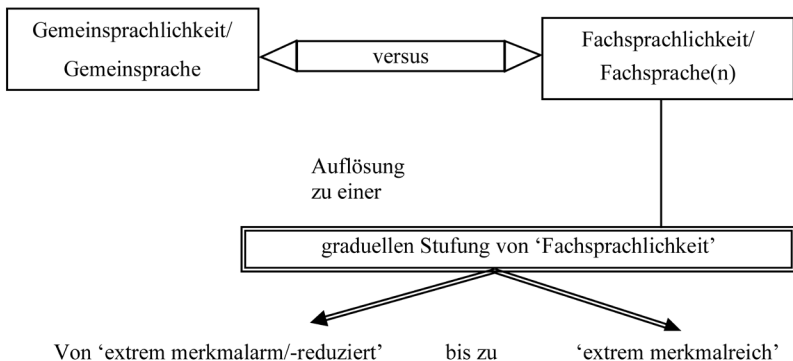 Gemeinsprachlichkeit/
Gemeinsprache
versus
Fachsprachlichkeit/
Fachsprache(n)
Auflösung
zu einer
graduellen Stufung von ‘Fachsprachlichkeit’
Von ‘extrem merkmalarm/-reduziert’ bis zu ‘extrem merkmalreich’